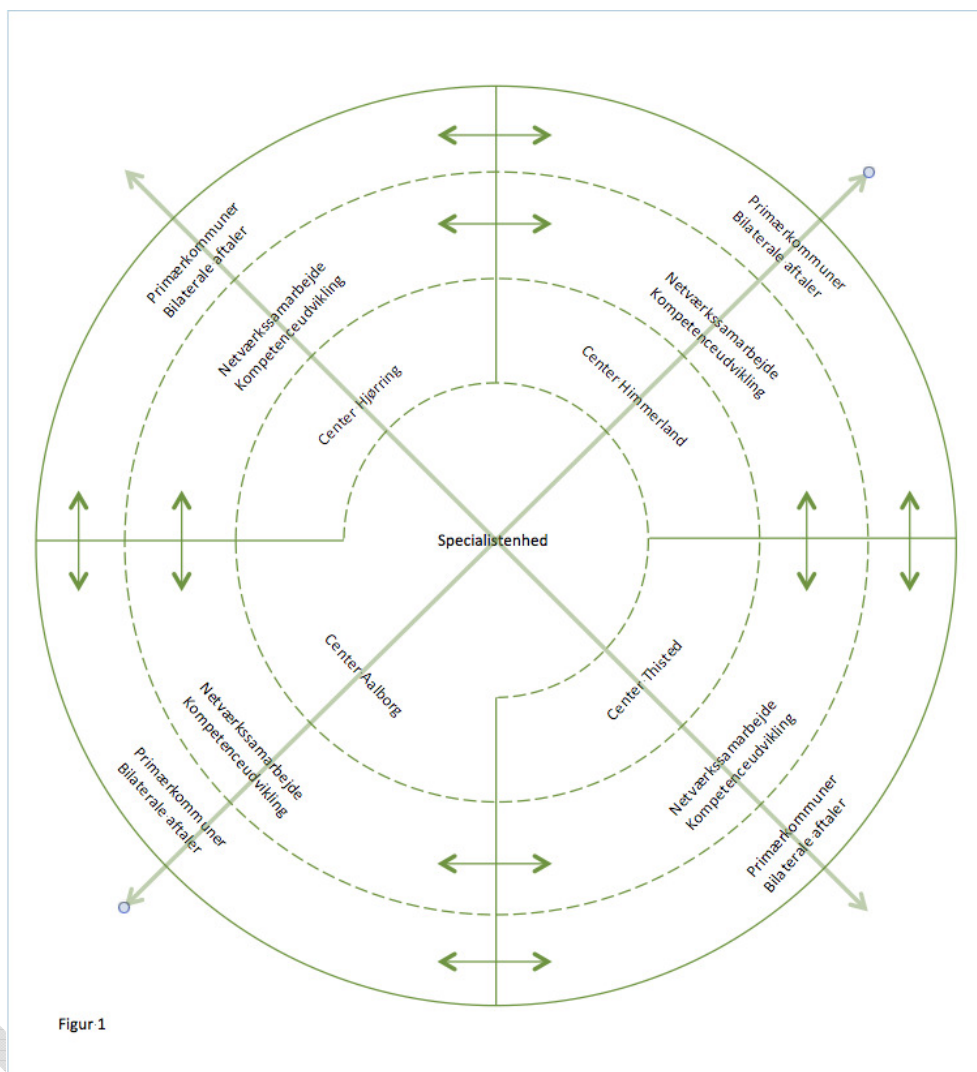 Primærkommuner
Bilaterale aftaler
Netværkssamarbejde
Kompetenceudvikling
Center Hjørring
Primærkommuner
Bilaterale aftaler
Netværkssamarbejde
Kompetenceudvikling
Center Himmerland
Specialistenhed
Center Aalborg
Netværkssamarbejde
Kompetenceudvikling
Primærkommuner
Bilaterale aftaler
Center Thisted
Netværkssamarbejde
Kompetenceudvikling
Primærkommuner
Bilaterale aftaler
Figur 1